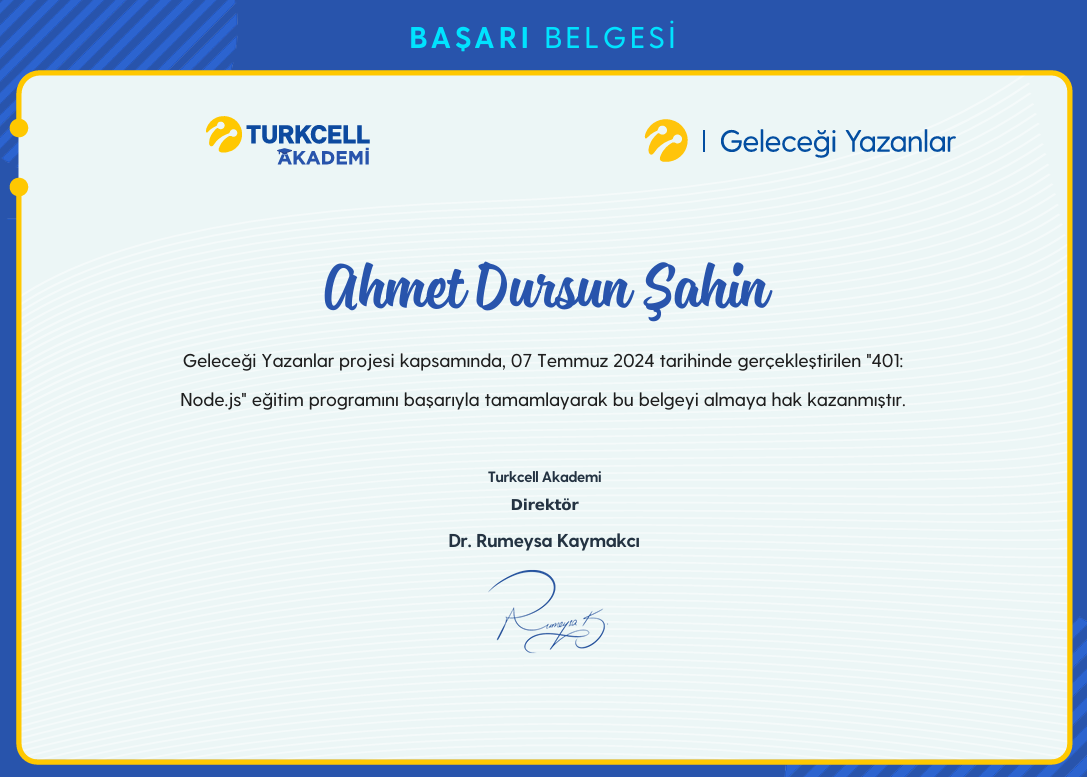 BAŞARI BELGESİ
TURKCELL
AKADEMİ
Geleceği Yazanlar
Ahmet Dursun Şahin
Geleceği Yazanlar projesi kapsamında, 07 Temmuz 2024 tarihinde gerçekleştirilen "401:
Node.js" eğitim programını başarıyla tamamlayarak bu belgeyi almaya hak kazanmıştır.
Turkcell Akademi
Direktör
Dr. Rumeysa Kaymakcı
Rumeysa K